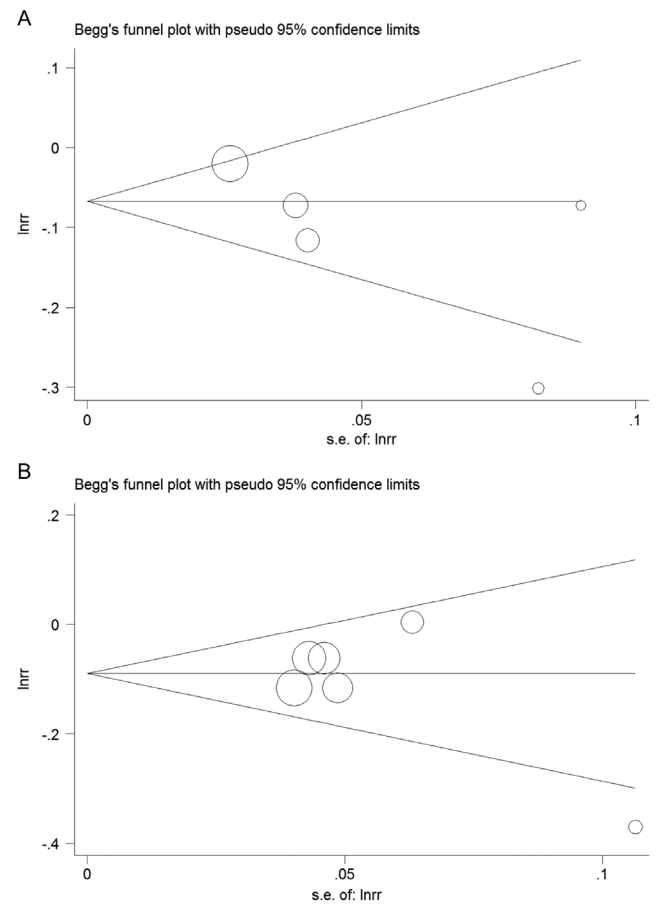 A
Begg's funnel plot with pseudo 95% confidence limits
.1
0
-.1
-.2
-.3
lnrr
0
.05
.1
s.e. of: lnrr
B
Begg's funnel plot with pseudo 95% confidence limits
.2
0
-.2
-.4
lnrr
0
.05
.1
s.e. of: lnrr